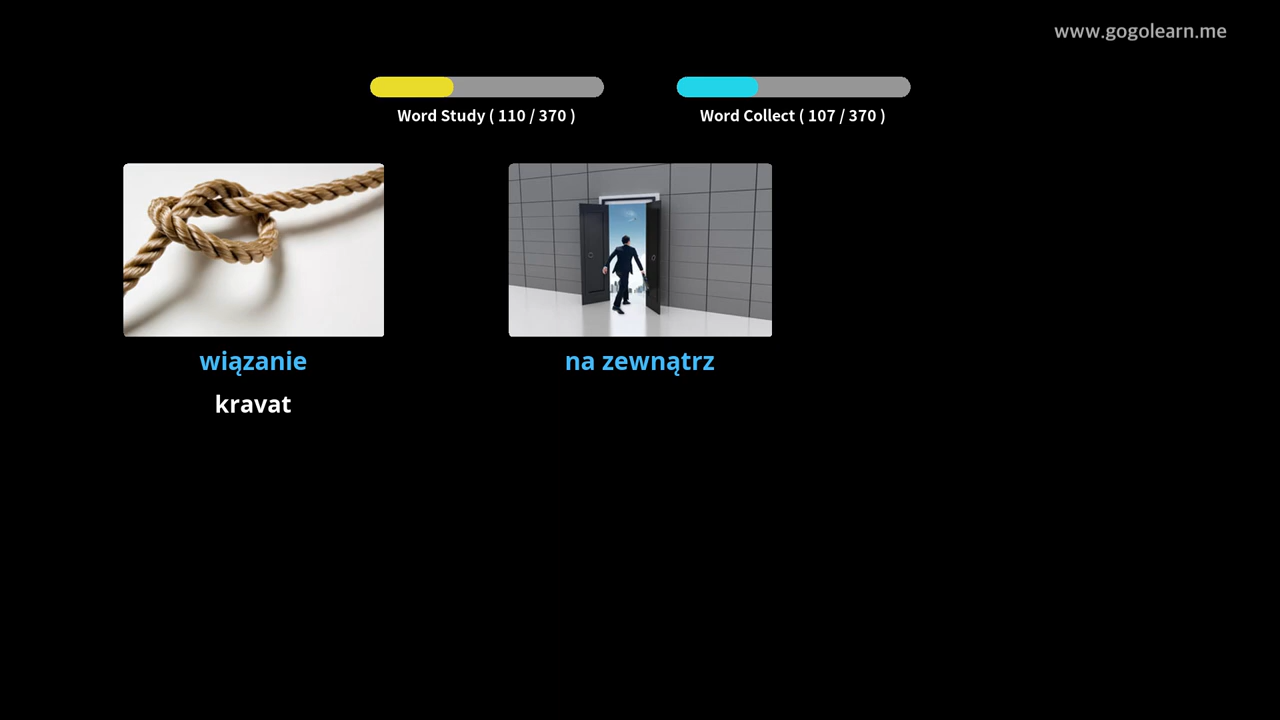 www.gogolearn.me
Word Study ( 110 / 370 )
Word Collect ( 107 / 370 )
wiązanie
na zewnątrz
kravat